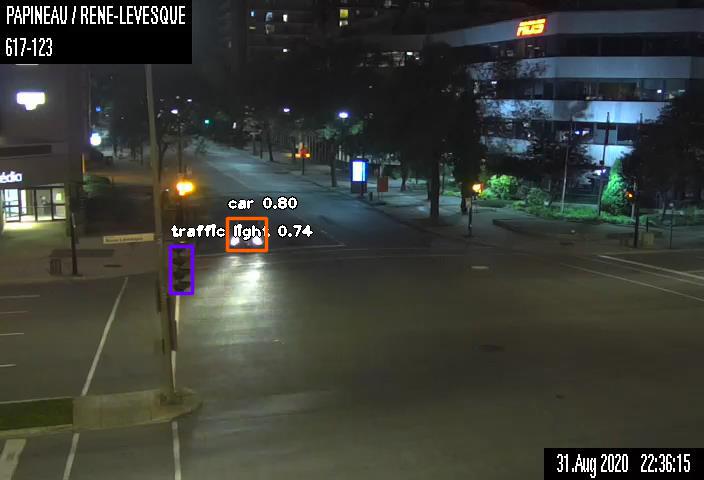 PAPINEAU / RENE-LEVESQUE
617-123
car 0.80
traffic light 0.74
31.Aug 2020 22:36:15